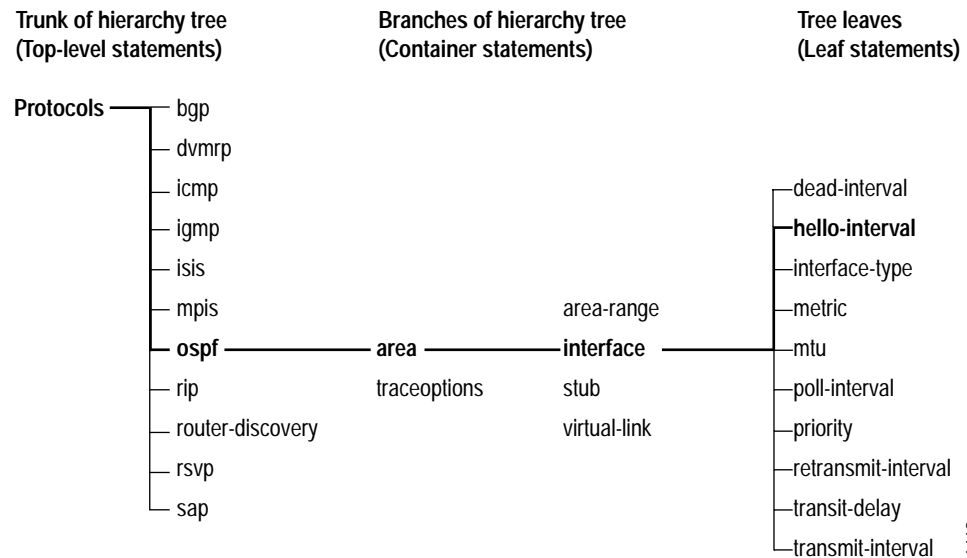 Trunk of hierarchy tree
(Top-level statements)
Branches of hierarchy tree
(Container statements)
Tree leaves
(Leaf statements)
Protocols
bgp
dvmrp
icmp
igmp
isis
mpis
ospf
rip
router-discovery
rsvp
sap
area
traceoptions
area-range
interface
stub
virtual-link
dead-interval
hello-interval
interface-type
metric
mtu
poll-interval
priority
retransmit-interval
transit-delay
transmit-interval